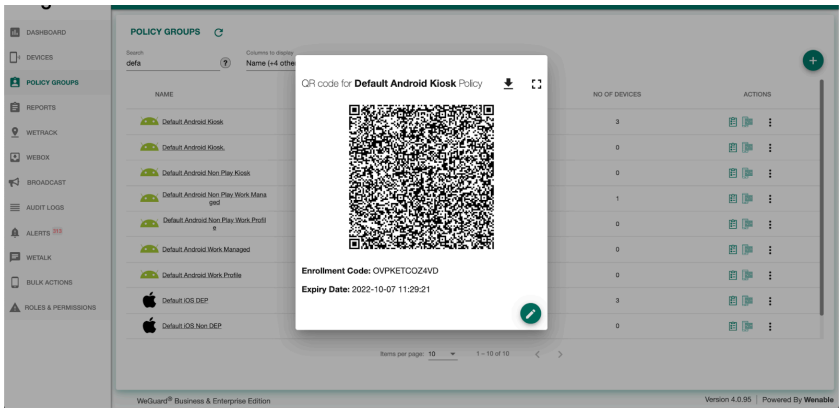 DASHBOARD
DEVICES
POLICY GROUPS
REPORTS
WETRACK
WEBOX
BROADCAST
AUDIT LOGS
ALERTS 313
WETALK
BULK ACTIONS
ROLES & PERMISSIONS
POLICY GROUPS
Search
defa
?
Columns to display
Name (+4 othe
+
NAME
NO OF DEVICES
ACTIONS
Default Android Kiosk 3
Default Android Kiosk. 0
Default Android Non Play Kiosk 0
Default Android Non Play Work Mana
ged 1
Default Android Non Play Work Profil
e 0
Default Android Work Managed 0
Default Android Work Profile 0
Default iOS DEP 3
Default iOS Non DEP 0
QR code for Default Android Kiosk Policy
Enrollment Code: OVPKETCOZ4VD
Expiry Date: 2022-10-07 11:29:21
Items per page: 10 1 – 10 of 10
WeGuard® Business & Enterprise Edition
Version 4.0.95 | Powered By Wenable